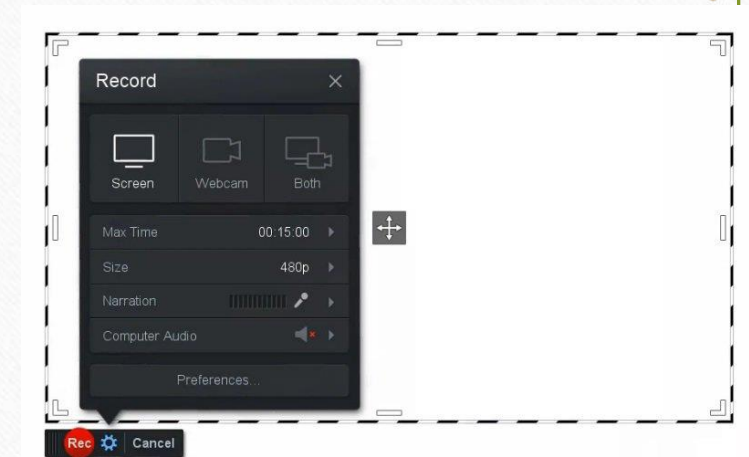 Record
Screen Webcam Both
Max Time 00:15:00
Size 480p
Narration
Computer Audio
Preferences...
Rec Cancel